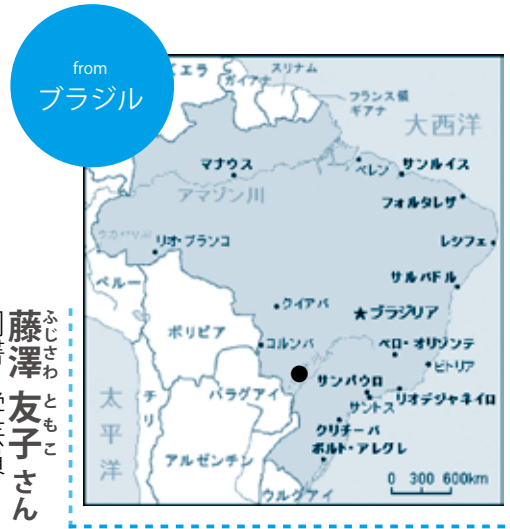 from
ブラジル
エラ
スリナム
ガイアナ
フランス領
ギアナ
大西洋
マナウス
ベレン
サンルイス
アマゾン川
フォルタレザ
リオ・ブランコ
レシフェ
ペルー
サルバドル
クイアバ
★ブラジリア
ボリビア
コルンバ
ベロ・オリゾンテ
ビトリア
サンパウロ
パラグアイ
サントス
リオデジャネイロ
チリ
太平洋
クリチーバ
ポルト・アレグレ
アルゼンチン
0 300 600km
ウルグアイ
ふじさわ ともこ
藤澤 友子 さん